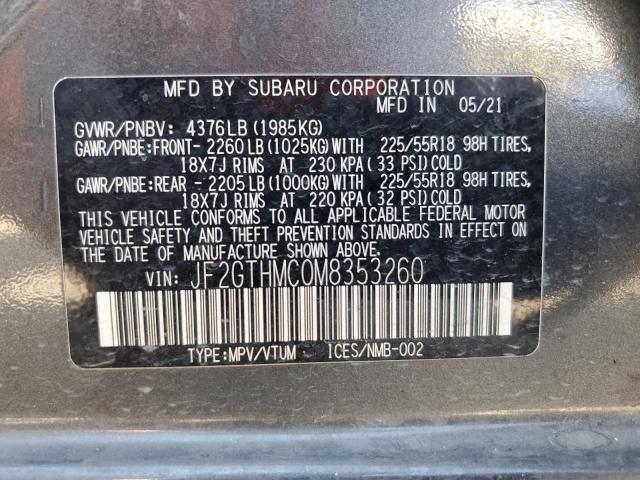 MFD BY SUBARU CORPORATION
MFD IN 05/21
GVWR/PNBV: 4376LB (1985KG)
GAWR/PNBE:FRONT- 2260 LB (1025KG) WITH 225/55R18 98H TIRES,
18X7J RIMS AT 230 KPA ( 33 PSI) COLD
GAWR/PNBE:REAR - 2205 LB (1000KG) WITH 225/55R18 98H TIRES,
18X7J RIMS AT 220 KPA ( 32 PSI) COLD
THIS VEHICLE CONFORMS TO ALL APPLICABLE FEDERAL MOTOR
VEHICLE SAFETY AND THEFT PREVENTION STANDARDS IN EFFECT
ON THE DATE OF MANUFACTURE SHOWN ABOVE.
VIN: JF2GTHMC0M8353260
TYPE:MPV/VTUM ICES/NMB-002